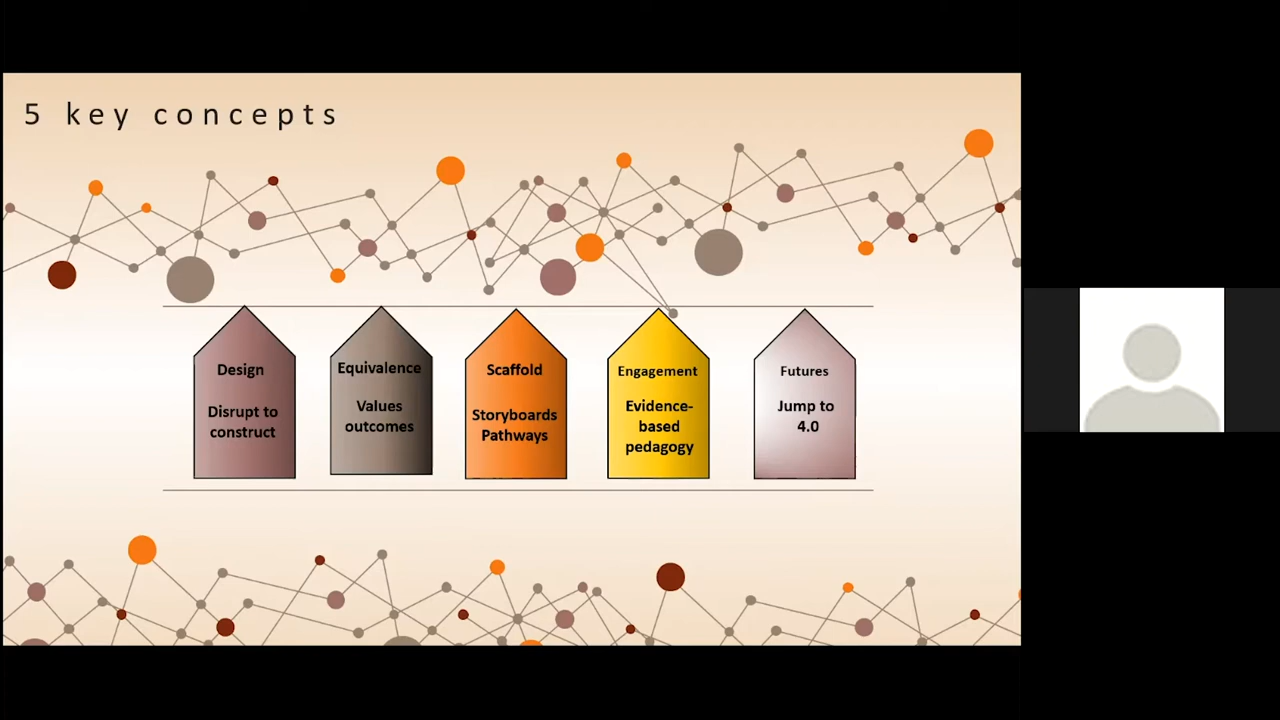 5 key concepts
Design
Disrupt to
construct
Equivalence
Values
outcomes
Scaffold
Storyboards
Pathways
Engagement
Evidence-
based
pedagogy
Futures
Jump to
4.0